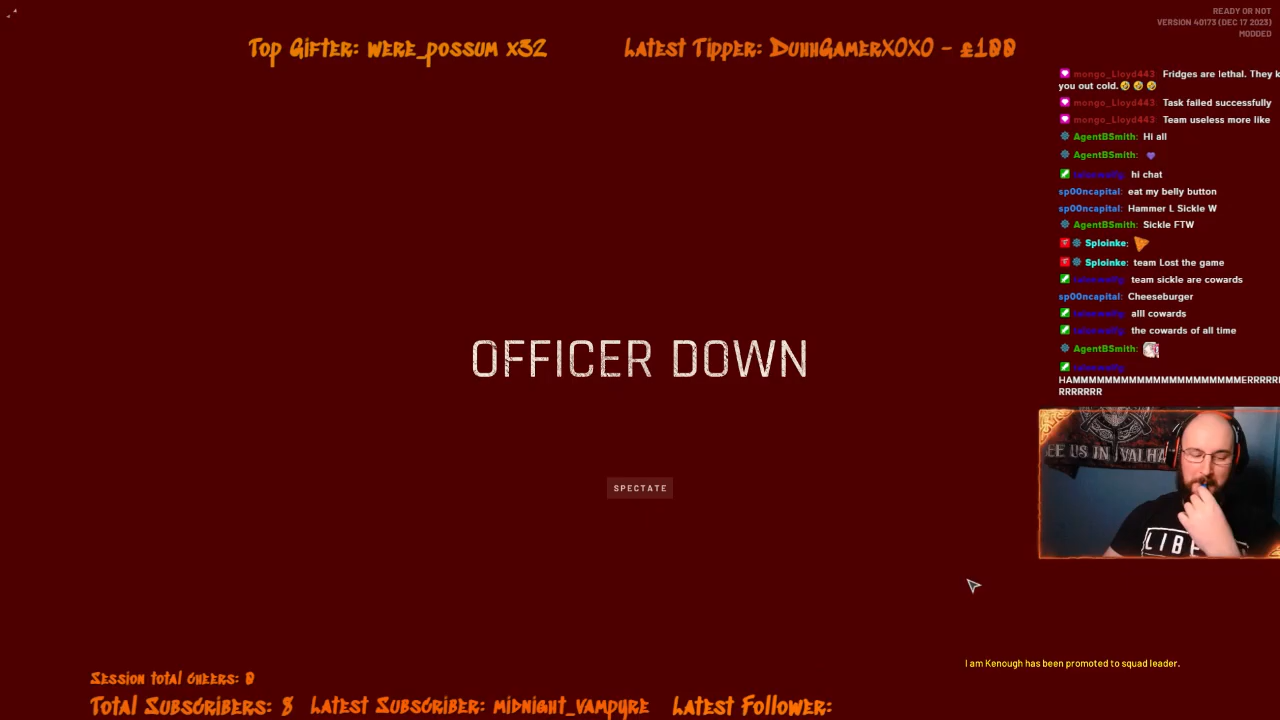 READY OR NOT
VERSION 40173 (DEC 17 2023)
MODDED
Top Gifter: were_possum x32
Latest Tipper: DuhhGamerXOXO - £100
mongo_Lloyd443: Fridges are lethal. They
you out cold.
mongo_Lloyd443: Task failed successfully
mongo_Lloyd443: Team useless more like
AgentBSmith: Hi all
AgentBSmith:
hi chat
sp00ncapital: eat my belly button
sp00ncapital: Hammer L Sickle W
AgentBSmith: Sickle FTW
Sploinke:
Sploinke: team Lost the game
team sickle are cowards
sp00ncapital: Cheeseburger
alll cowards
the cowards of all time
AgentBSmith:
HAMMMMMMMMMMMMMMMMMMMMMERRRRR
RRRRRRR
OFFICER DOWN
SPECTATE
EE US IN VALHA
LIBE
I am Kenough has been promoted to squad leader.
Session total cheers: 0
Total Subscribers: 8
Latest Subscriber: midnight_vampyre
Latest Follower: